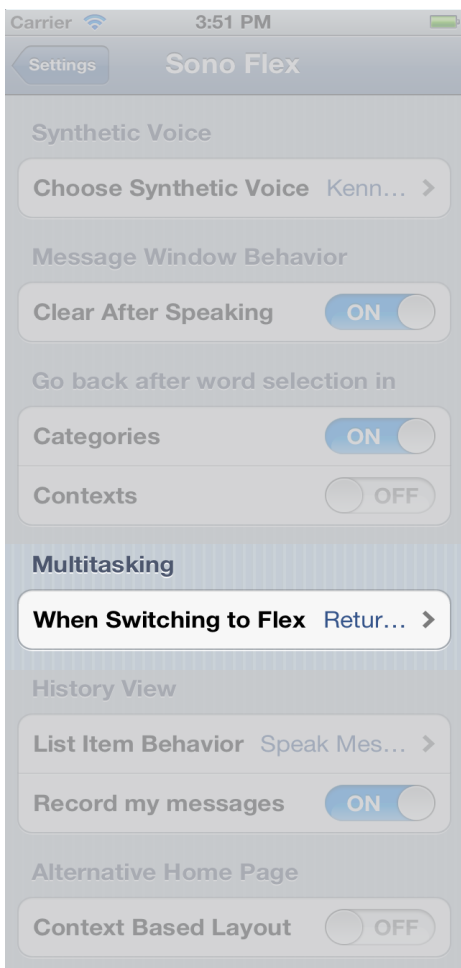 Carrier 3:51 PM
Settings Sono Flex
Synthetic Voice
Choose Synthetic Voice Kenn...
Message Window Behavior
Clear After Speaking ON
Go back after word selection in
Categories ON
Contexts OFF
Multitasking
When Switching to Flex Retur...
History View
List Item Behavior Speak Mes...
Record my messages ON
Alternative Home Page
Context Based Layout OFF